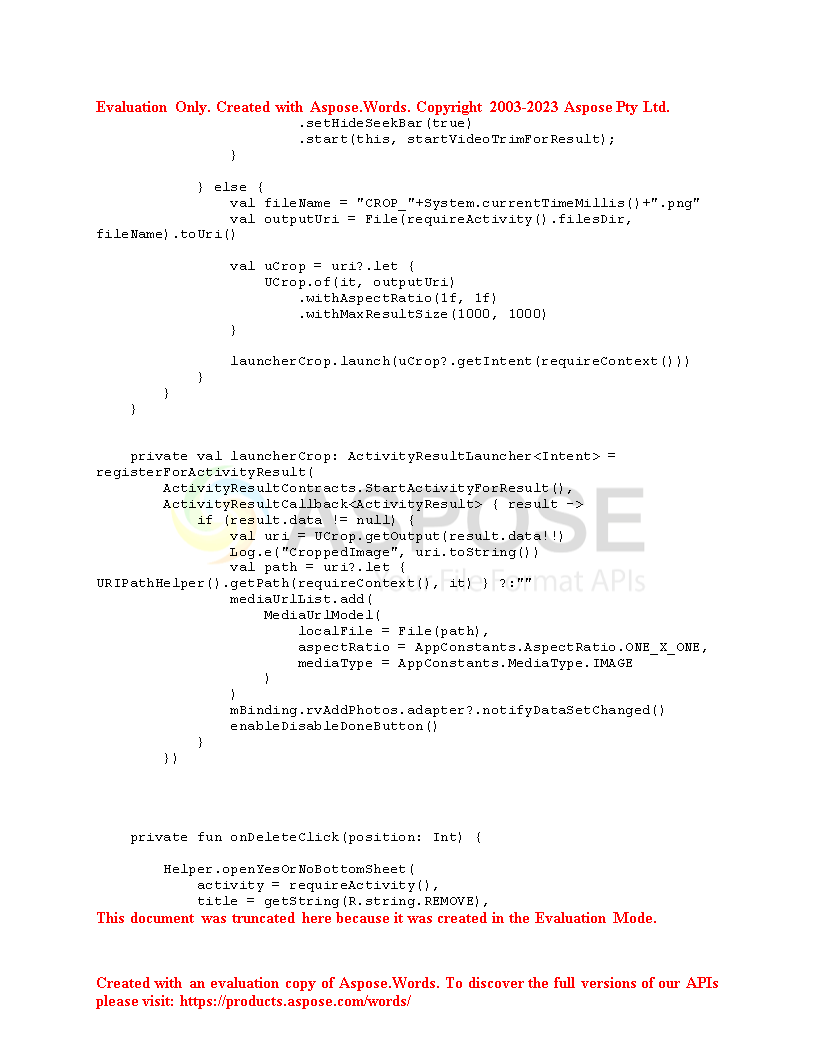 Evaluation Only. Created with Aspose.Words. Copyright 2003-2023 Aspose Pty Ltd.
                        .setHideSeekBar(true)
                        .start(this, startVideoTrimForResult);
                }

            } else {
                val fileName = "CROP_"+System.currentTimeMillis()+".png"
                val outputUri = File(requireActivity().filesDir,
fileName).toUri()

                val uCrop = uri?.let {
                    UCrop.of(it, outputUri)
                        .withAspectRatio(1f, 1f)
                        .withMaxResultSize(1000, 1000)
                }

                launcherCrop.launch(uCrop?.getIntent(requireContext()))
            }
        }
    }


    private val launcherCrop: ActivityResultLauncher<Intent> =
registerForActivityResult(
        ActivityResultContracts.StartActivityForResult(),
        ActivityResultCallback<ActivityResult> { result ->
            if (result.data != null) {
                val uri = UCrop.getOutput(result.data!!)
                Log.e("CroppedImage", uri.toString())
                val path = uri?.let {
URIPathHelper().getPath(requireContext(), it) } ?:""
                mediaUrlList.add(
                    MediaUrlModel(
                        localFile = File(path),
                        aspectRatio = AppConstants.AspectRatio.ONE_X_ONE,
                        mediaType = AppConstants.MediaType.IMAGE
                    )
                )
                mBinding.rvAddPhotos.adapter?.notifyDataSetChanged()
                enableDisableDoneButton()
            }
        })




    private fun onDeleteClick(position: Int) {

        Helper.openYesOrNoBottomSheet(
            activity = requireActivity(),
            title = getString(R.string.REMOVE),
This document was truncated here because it was created in the Evaluation Mode.
ASPOSE
Your File Format APIs
Created with an evaluation copy of Aspose.Words. To discover the full versions of our APIs
please visit: https://products.aspose.com/words/